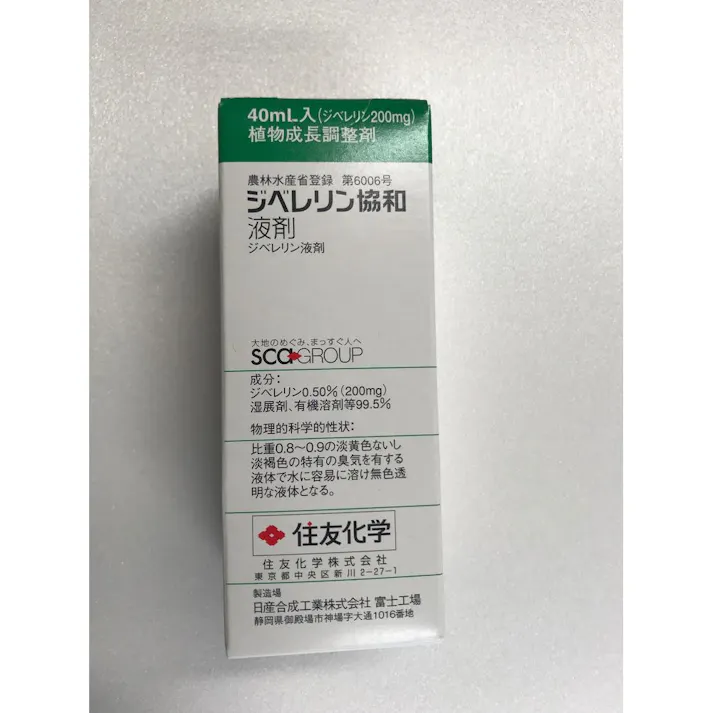 40mL入(ジベレリン200mg)
植物成長調整剤
農林水産省登録 第6006号
ジベレリン協和
液剤
ジベレリン液剤
大地のめぐみ、まっすぐ人へ
SCA GROUP
成分:
ジベレリン0.50%(200mg)
湿展剤、有機溶剤等99.5%
物理的科学的性状:
比重0.8〜0.9の淡黄色ないし
淡褐色の特有の臭気を有する
液体で水に容易に溶け無色透
明な液体となる。
住友化学
住友化学株式会社
東京都中央区新川2-27-1
製造場
日産合成工業株式会社 富士工場
静岡県御殿場市神場字大通1016番地